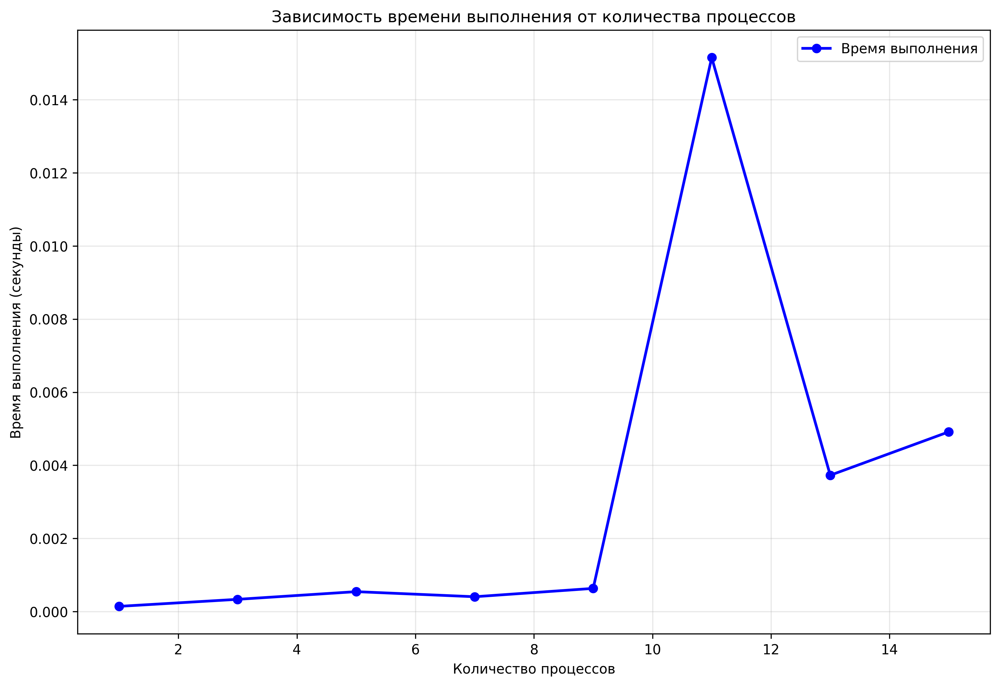 Зависимость времени выполнения от количества процессов
Время выполнения
0.014
0.012
0.010
0.008
0.006
0.004
0.002
0.000
Время выполнения (секунды)
2 4 6 8 10 12 14
Количество процессов